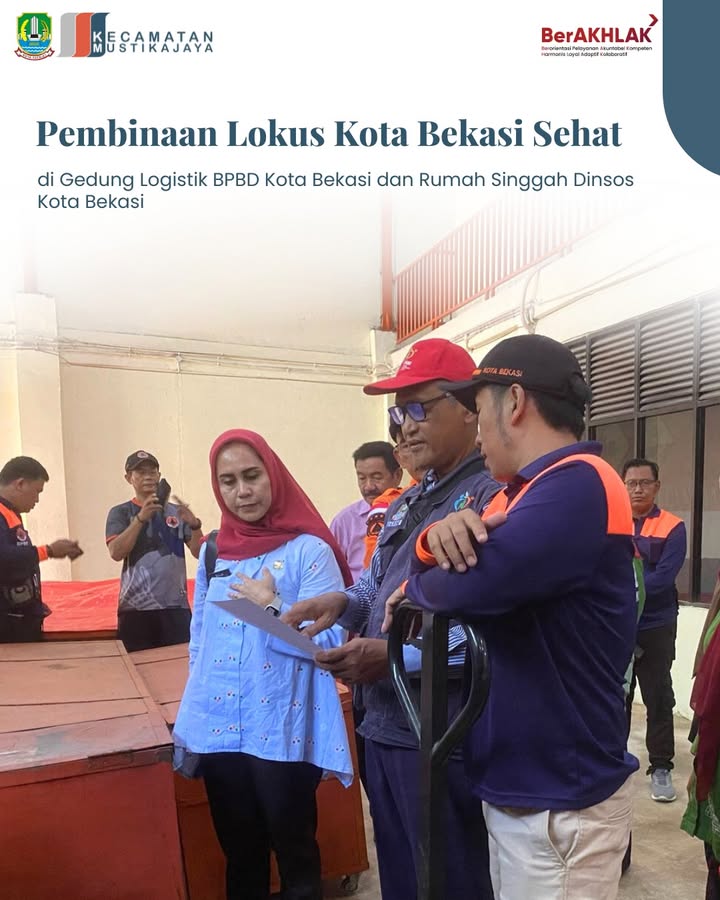 KECAMATAN
MUSTIKAJAYA
BerAKHLAK
Berorientasi Pelayanan Akuntabel Kompeten
Harmonis Loyal Adaptif Kolaboratif
Pembinaan Lokus Kota Bekasi Sehat
di Gedung Logistik BPBD Kota Bekasi dan Rumah Singgah Dinsos
Kota Bekasi
KOTA BEKASI